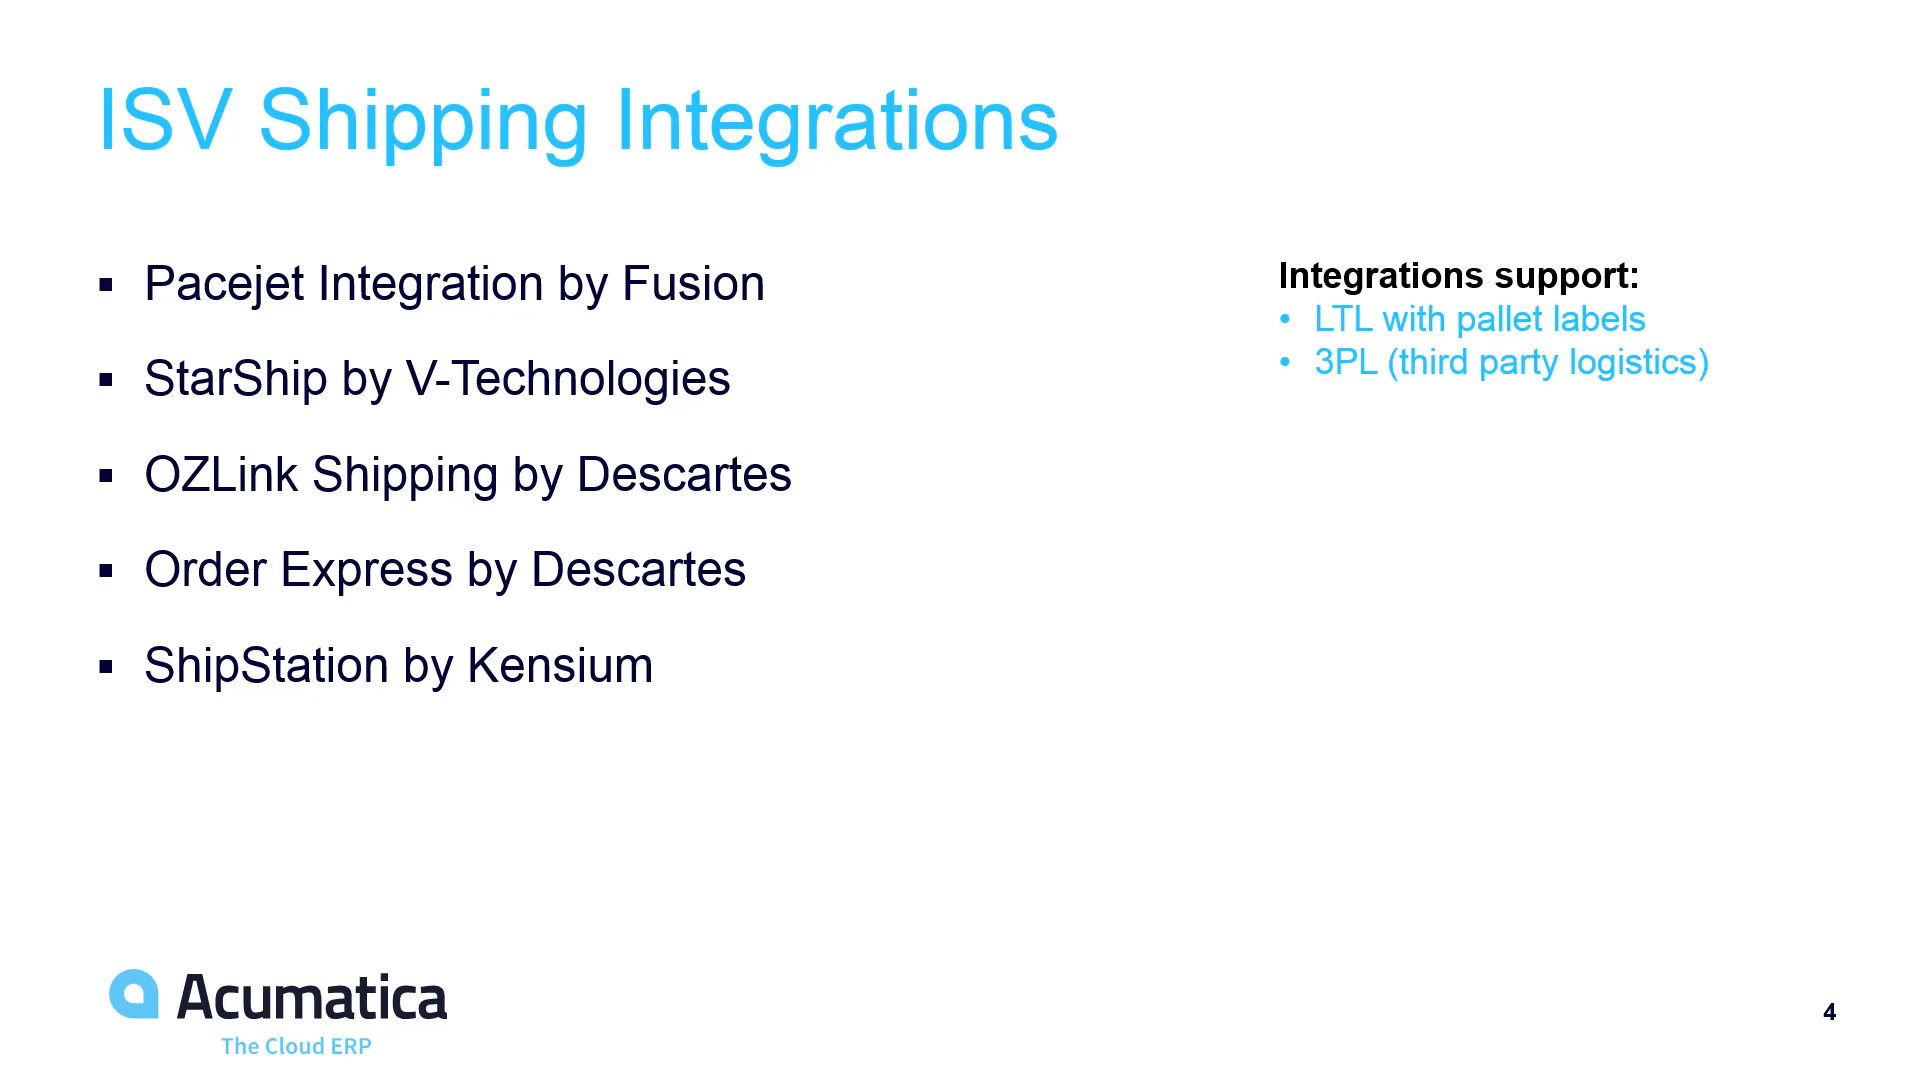 ISV Shipping Integrations
▪ Pacejet Integration by Fusion
▪ StarShip by V-Technologies
▪ OZLink Shipping by Descartes
▪ Order Express by Descartes
▪ ShipStation by Kensium
Integrations support:
• LTL with pallet labels
• 3PL (third party logistics)
Acumatica
The Cloud ERP
4